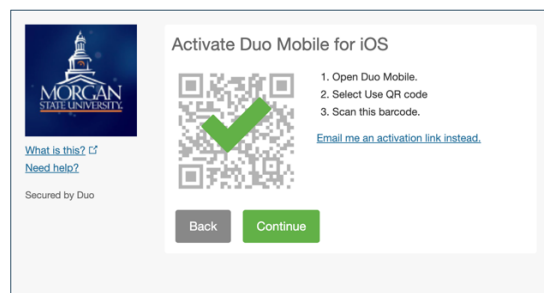 MORGAN
STATE UNIVERSITY.
What is this?
Need help?
Secured by Duo
Activate Duo Mobile for iOS
1. Open Duo Mobile.
2. Select Use QR code
3. Scan this barcode.
Email me an activation link instead.
Back
Continue